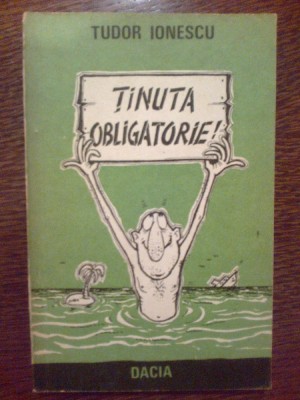 TUDOR IONESCU
ȚINUTA
OBLIGATORIE!
DACIA